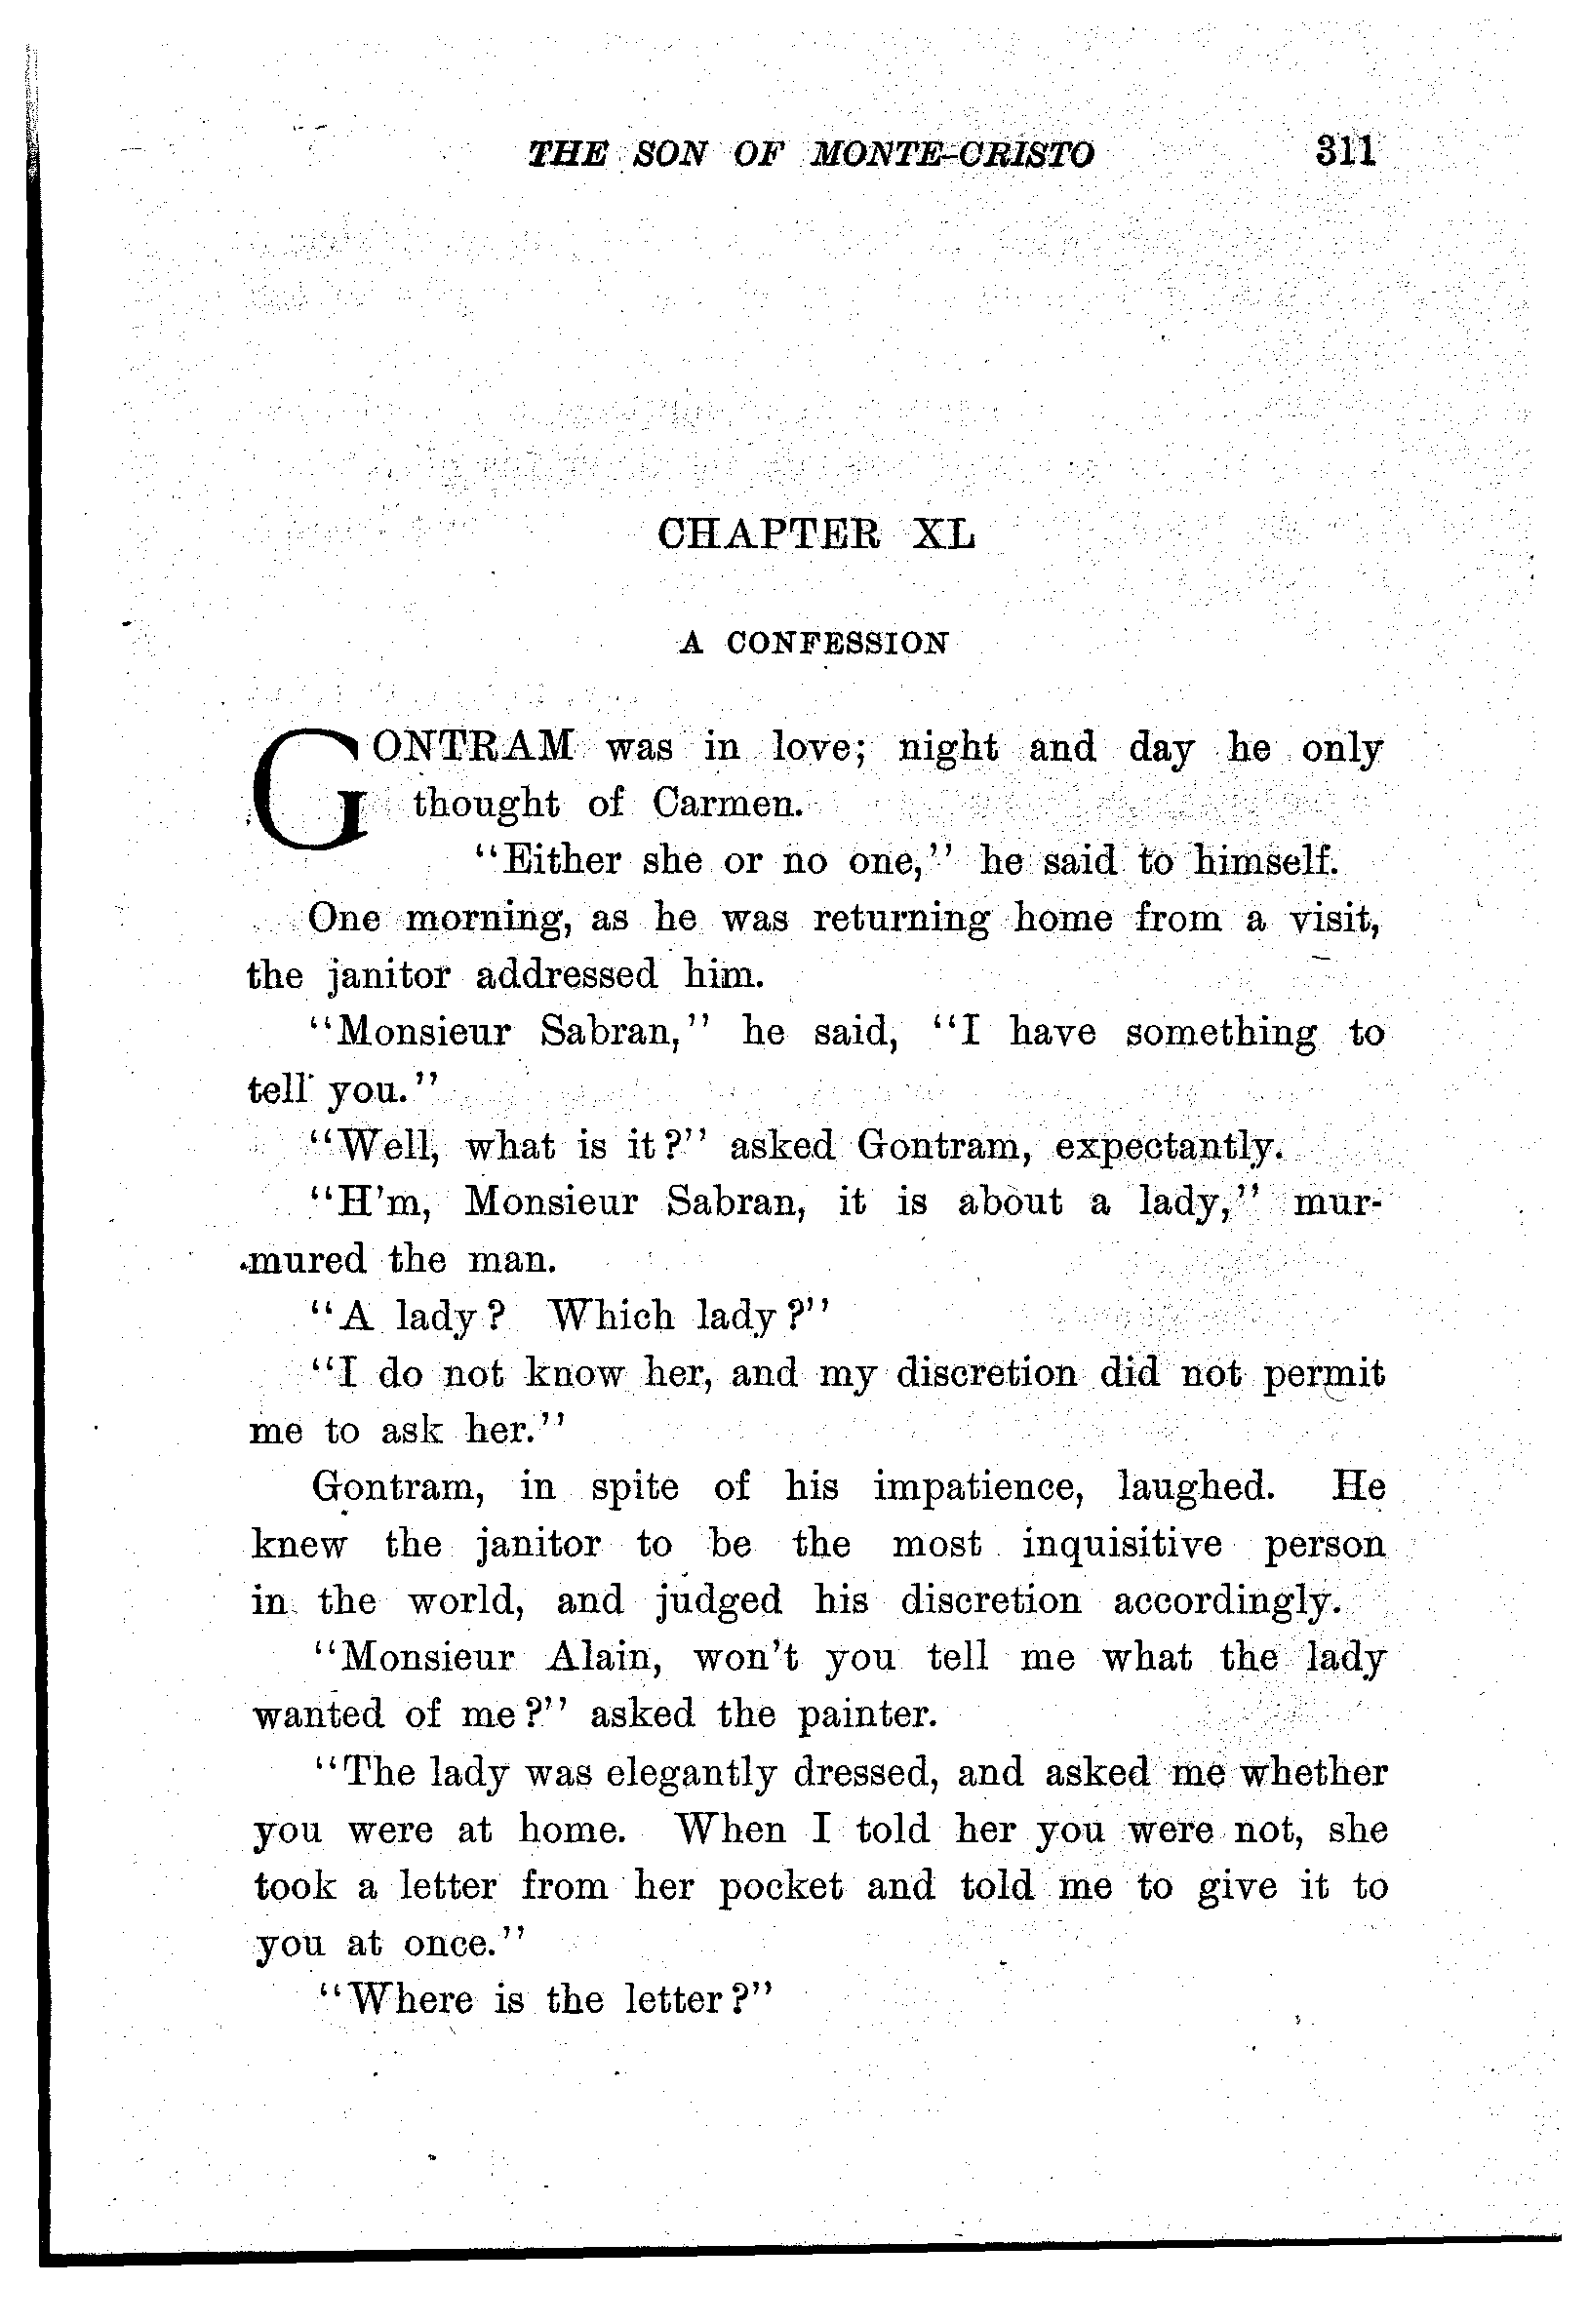 THE SON OF MONTE-CRISTO 311
CHAPTER XL
A CONFESSION
GONTRAM was in love; night and day he only
thought of Carmen.
"Either she or no one," he said to himself.
One morning, as he was returning home from a visit,
the janitor addressed him.
"Monsieur Sabran," he said, "I have something to
tell you."
"Well, what is it?" asked Gontram, expectantly.
"H'm, Monsieur Sabran, it is about a lady," mur-
mured the man.
"A lady? Which lady?"
"I do not know her, and my discretion did not permit
me to ask her."
Gontram, in spite of his impatience, laughed. He
knew the janitor to be the most inquisitive person
in the world, and judged his discretion accordingly.
"Monsieur Alain, won't you tell me what the lady
wanted of me?" asked the painter.
"The lady was elegantly dressed, and asked me whether
you were at home. When I told her you were not, she
took a letter from her pocket and told me to give it to
you at once."
"Where is the letter?"